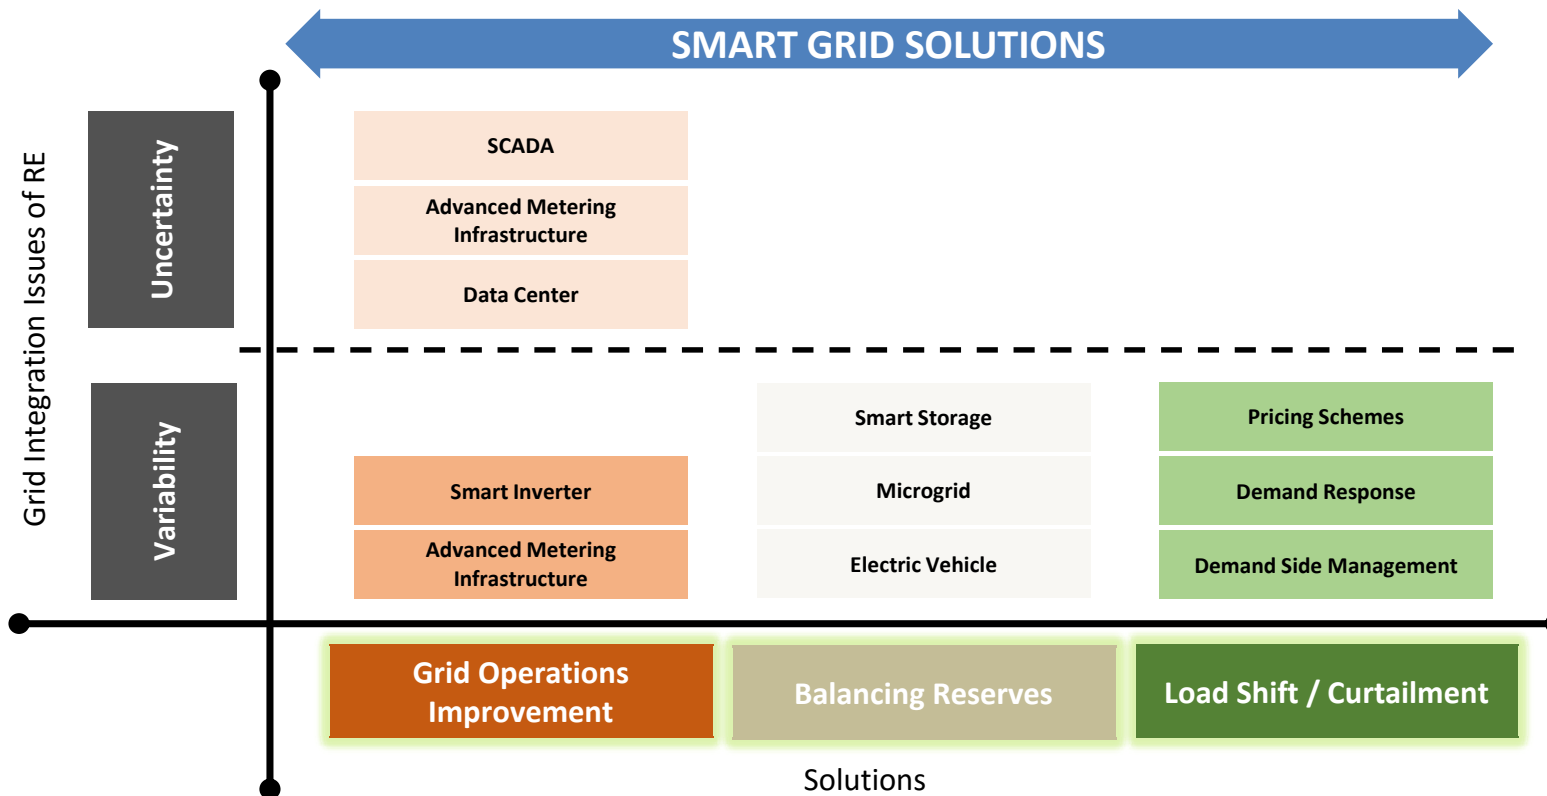 SMART GRID SOLUTIONS
Grid Integration Issues of RE
Uncertainty
SCADA
Advanced Metering
Infrastructure
Data Center
Variability
Smart Inverter
Advanced Metering
Infrastructure
Smart Storage
Microgrid
Electric Vehicle
Pricing Schemes
Demand Response
Demand Side Management
Grid Operations
Improvement
Balancing Reserves
Load Shift / Curtailment
Solutions